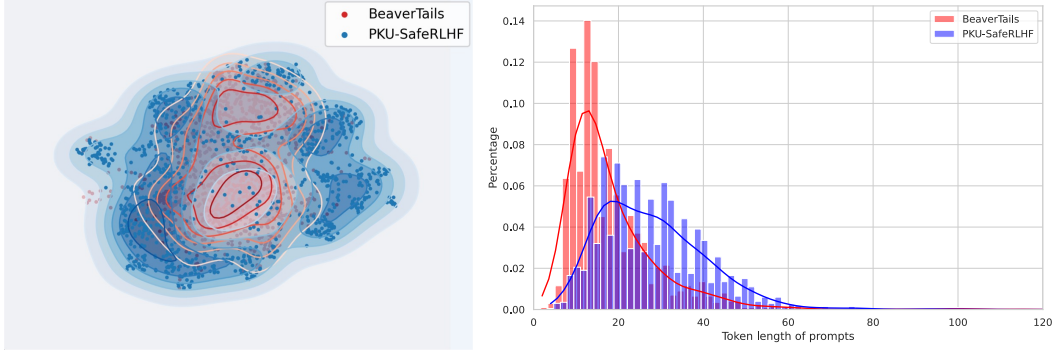 BeaverTails
PKU-SafeRLHF
BeaverTails
PKU-SafeRLHF
Percentage
0.14
0.12
0.10
0.08
0.06
0.04
0.02
0.00
0 20 40 60 80 100 120
Token length of prompts